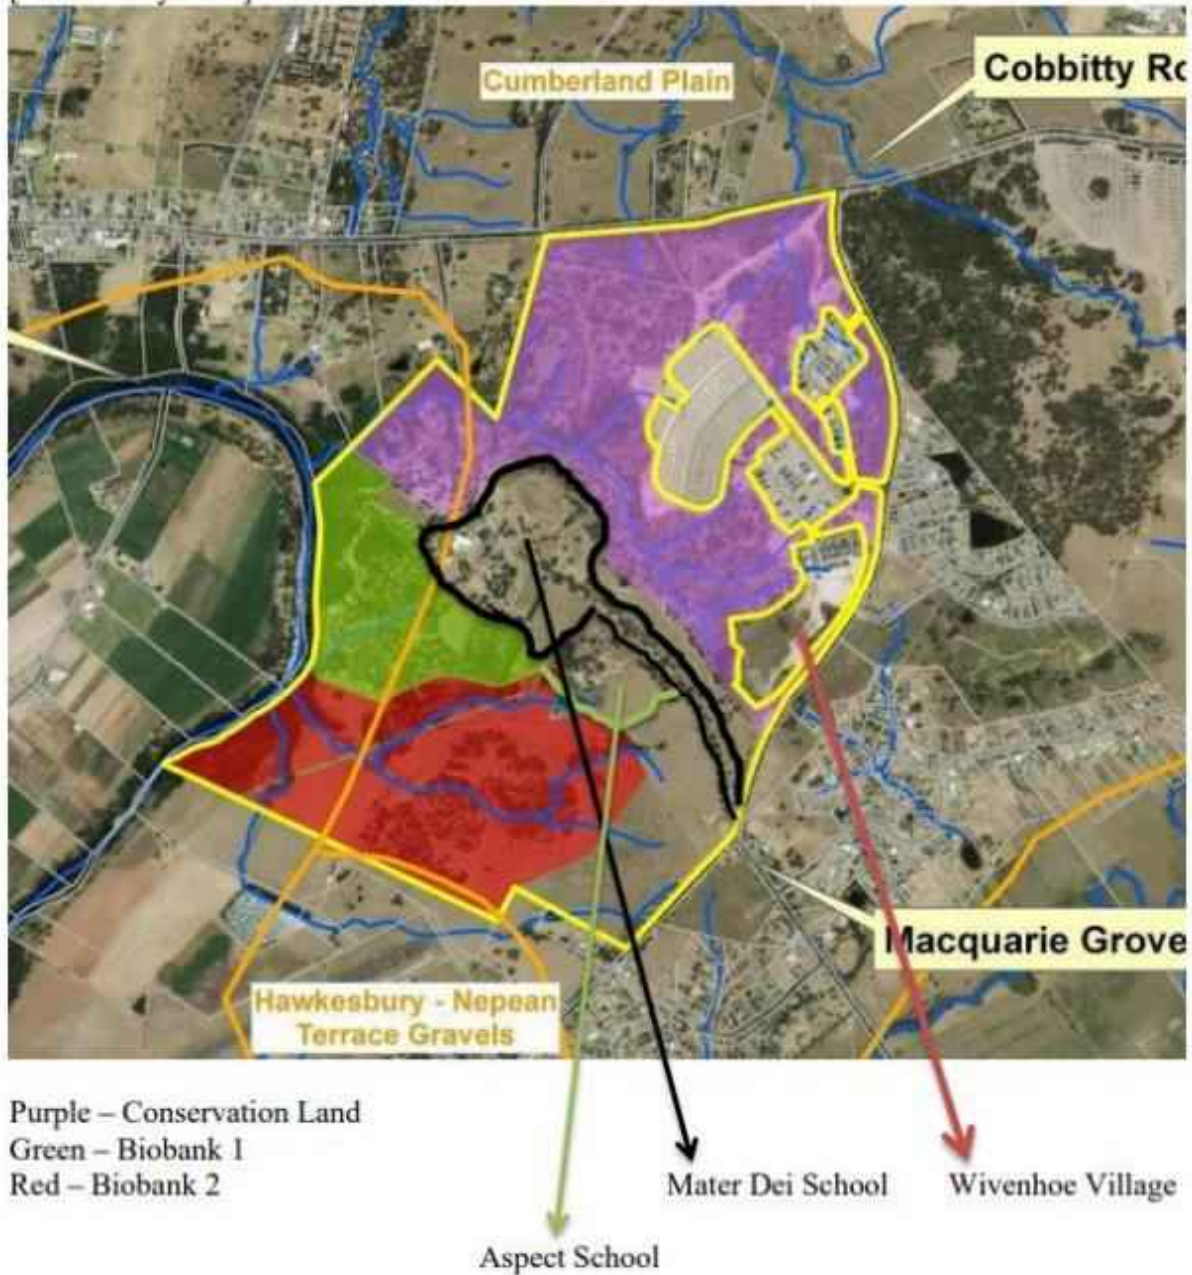 Cumberland Plain
Cobbitty Rc
Macquarie Grove
Hawkesbury - Nepean
Terrace Gravels
Purple – Conservation Land
Green – Biobank 1
Red – Biobank 2
Mater Dei School
Wivenhoe Village
Aspect School